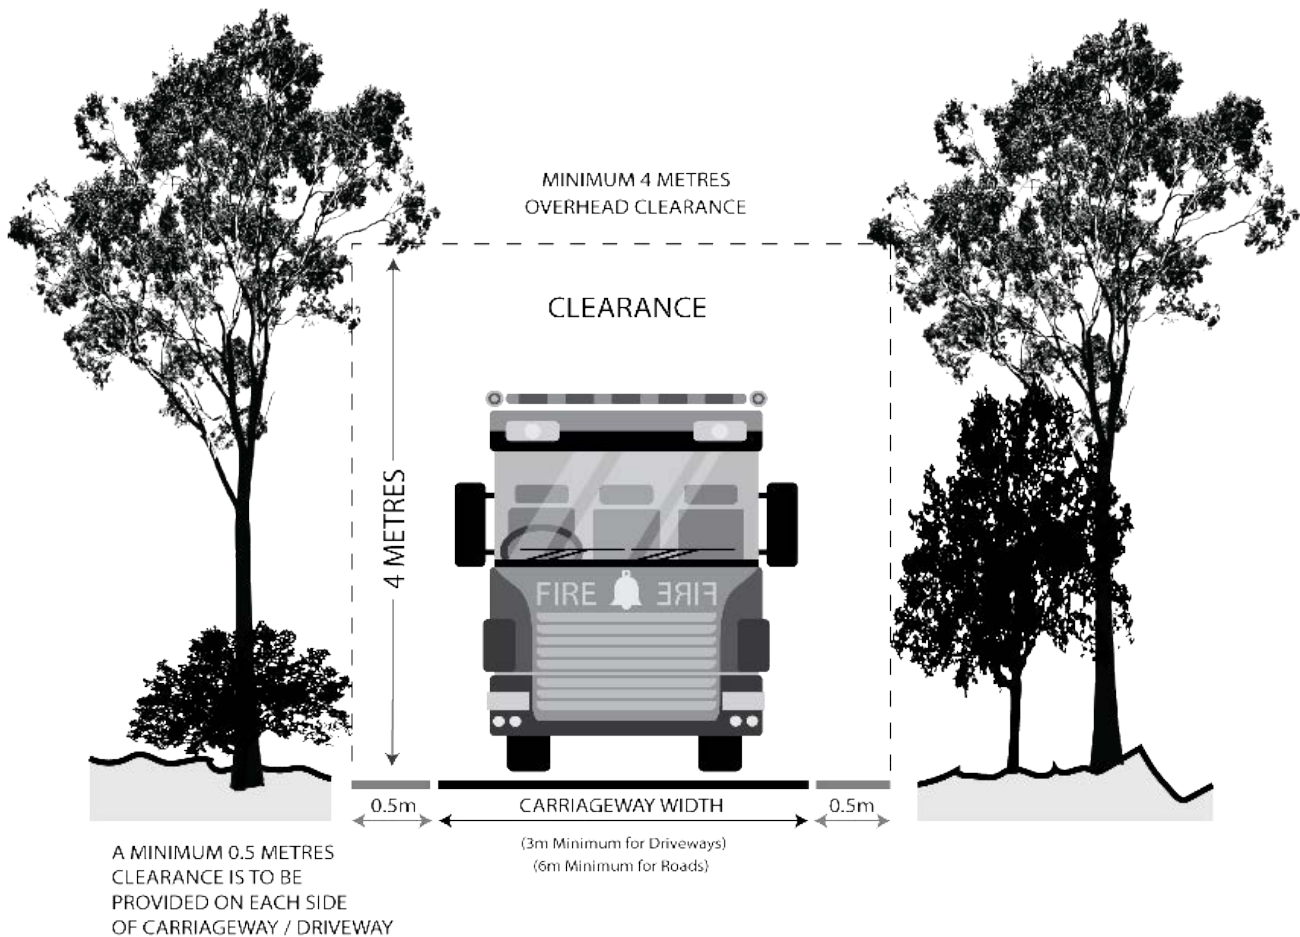 MINIMUM 4 METRES
OVERHEAD CLEARANCE
CLEARANCE
4 METRES
FIRE FIRE
0.5m
CARRIAGEWAY WIDTH
0.5m
(3m Minimum for Driveways)
(6m Minimum for Roads)
A MINIMUM 0.5 METRES
CLEARANCE IS TO BE
PROVIDED ON EACH SIDE
OF CARRIAGEWAY / DRIVEWAY